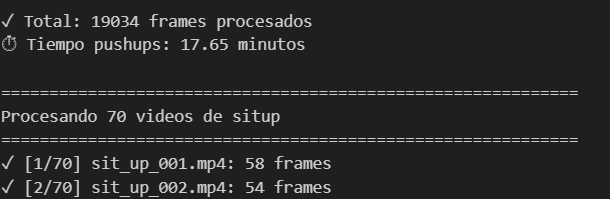 ✓ Total: 19034 frames procesados
⏱ Tiempo pushups: 17.65 minutos
============================================================
Procesando 70 videos de situp
============================================================
✓ [1/70] sit_up_001.mp4: 58 frames
✓ [2/70] sit_up_002.mp4: 54 frames